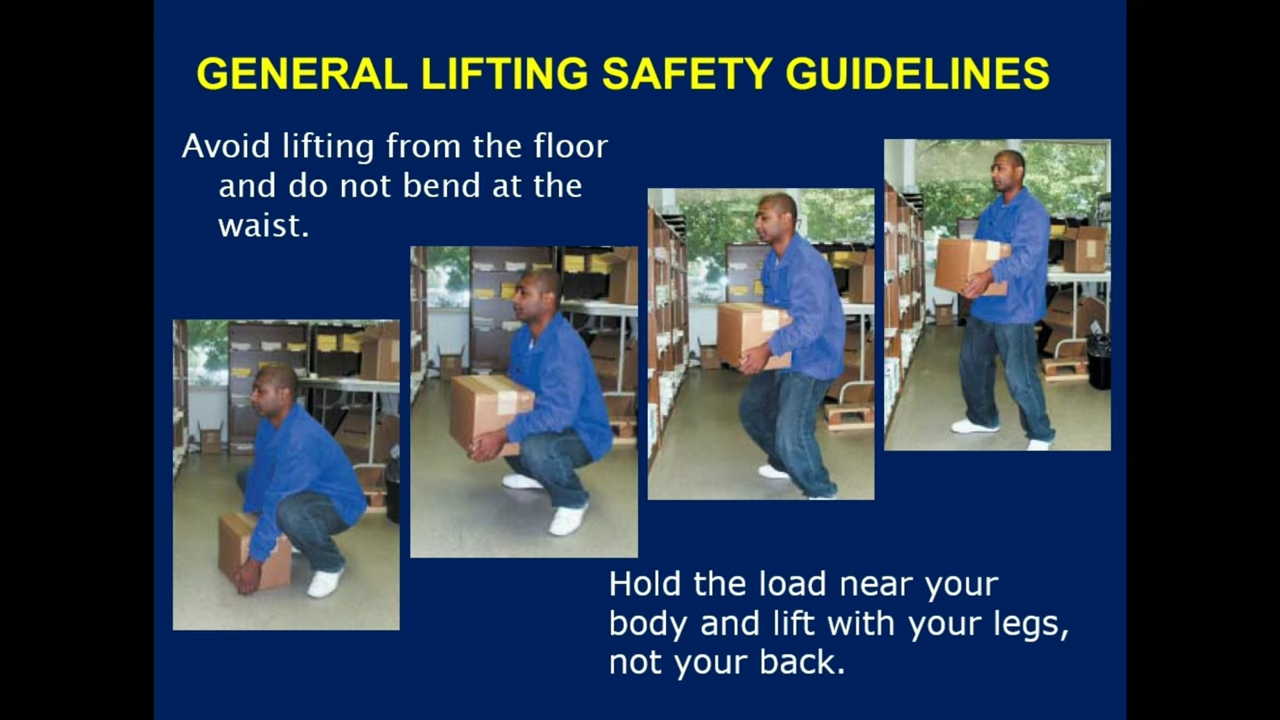 GENERAL LIFTING SAFETY GUIDELINES
Avoid lifting from the floor
and do not bend at the
waist.
Hold the load near your
body and lift with your legs,
not your back.